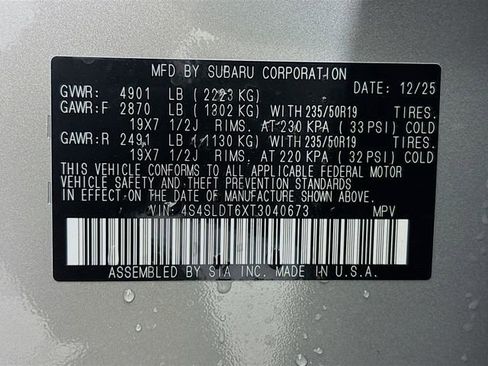 MFD BY SUBARU CORPORATION
GVWR: 4901 LB (2223 KG) DATE: 12/25
GAWR:F 2870 LB (1302 KG) WITH 235/50R19 TIRES.
19X7 1/2J RIMS. AT 230 KPA (33 PSI) COLD
GAWR:R 2491 LB (1130 KG) WITH 235/50R19 TIRES.
19X7 1/2J RIMS. AT 220 KPA (32 PSI) COLD
THIS VEHICLE CONFORMS TO ALL APPLICABLE FEDERAL MOTOR
VEHICLE SAFETY AND THEFT PREVENTION STANDARDS
IN EFFECT ON THE DATE OF MANUFACTURE SHOWN ABOVE.
VIN: 4S4SLDT6XT3040673 MPV
ASSEMBLED BY SIA INC. MADE IN U.S.A.